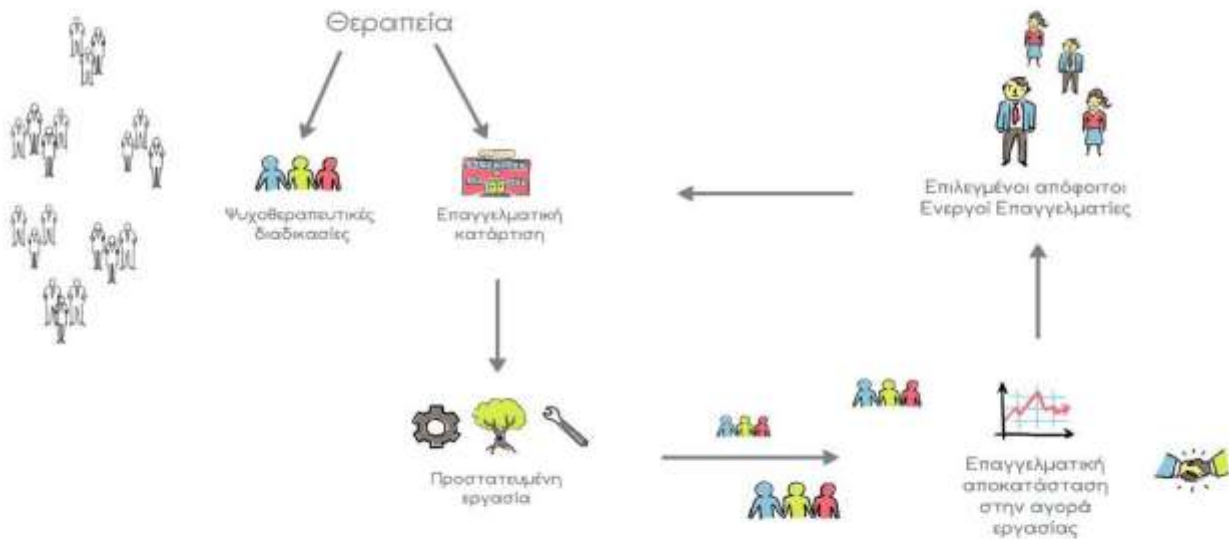 Θεραπεία
Ψυχοθεραπευτικές
διαδικασίες
Επαγγελματική
κατάρτιση
Επιλεγμένοι απόφοιτοι
Ενεργοί Επαγγελματίες
Προστατευμένη
εργασία
Επαγγελματική
αποκατάσταση
στην αγορά
εργασίας